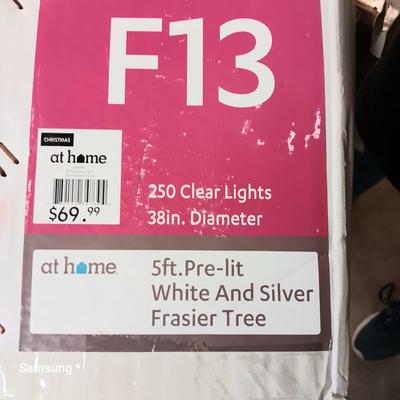 F13
CHRISTMAS
at home
$69.99
250 Clear Lights
38in. Diameter
at home
5ft.Pre-lit
White And Silver
Frasier Tree
Samsung